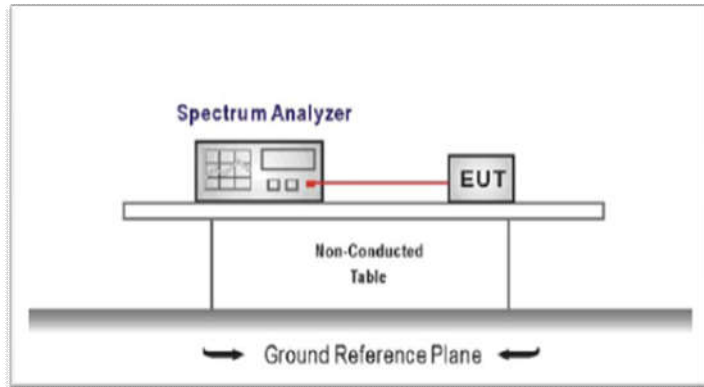 Spectrum Analyzer
EUT
Non-Conducted
Table
Ground Reference Plane